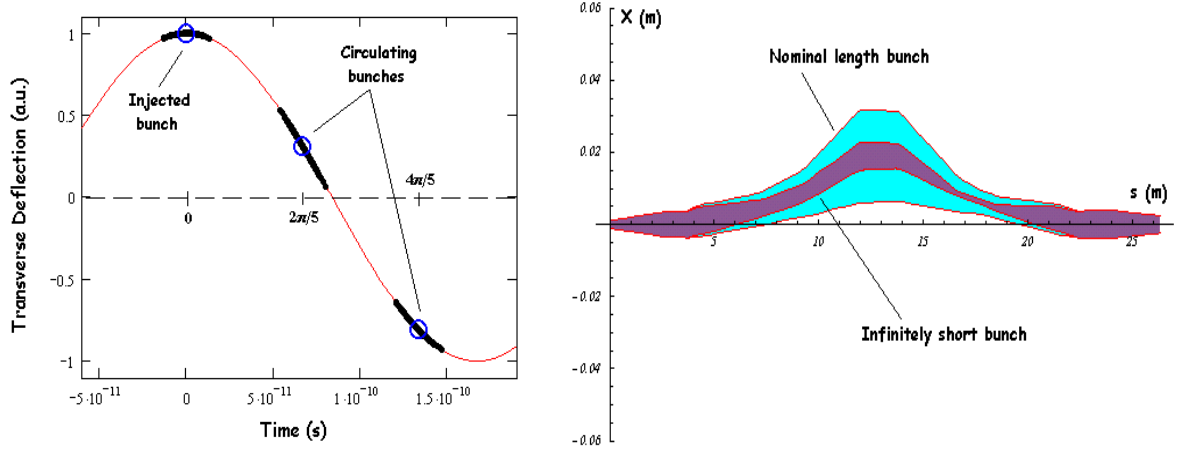 Transverse Deflection (a.u.)
1
0.5
0
−0.5
−1
Injected
bunch
Circulating
bunches
0
2π/5
4π/5
−5·10⁻¹¹
0
5·10⁻¹¹
1·10⁻¹⁰
1.5·10⁻¹⁰
Time (s)
X (m)
0.06
0.04
0.02
-0.02
-0.04
-0.06
Nominal length bunch
s (m)
5
10
15
20
25
Infinitely short bunch